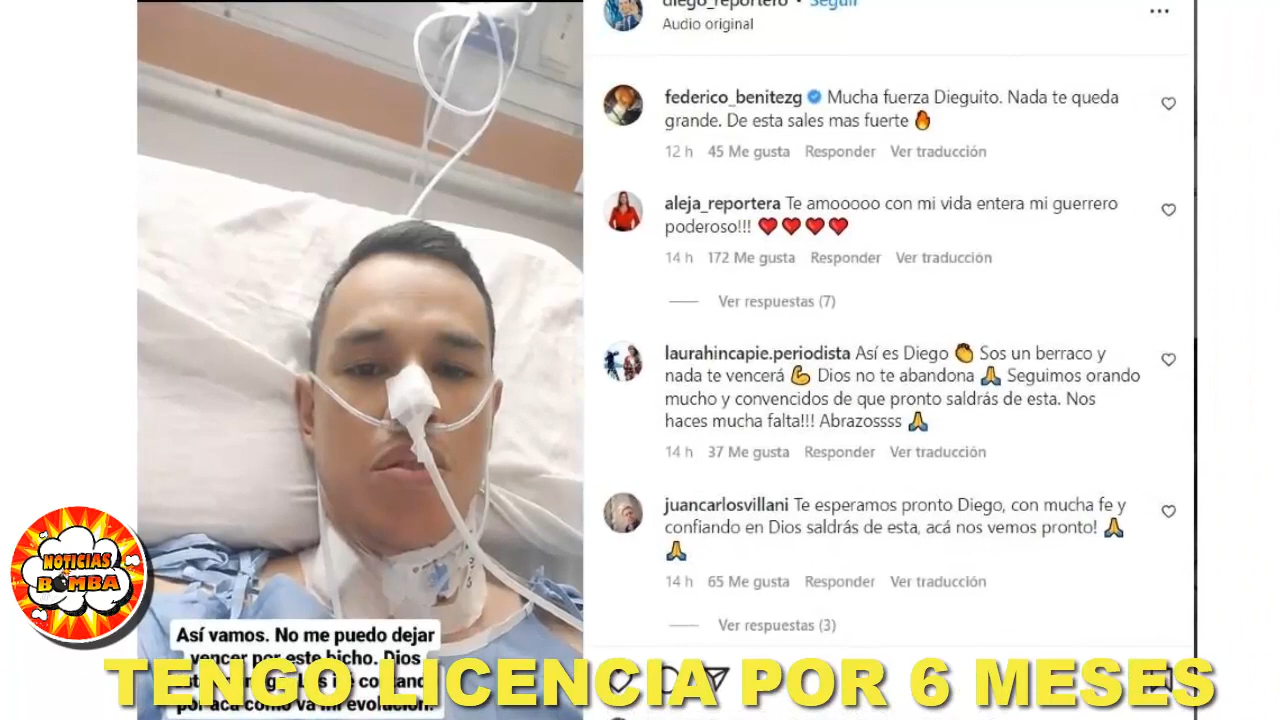 diego_reportero • Seguir
Audio original
federico_benitezg Mucha fuerza Dieguito. Nada te queda
grande. De esta sales mas fuerte 🔥
12 h 45 Me gusta Responder Ver traducción
aleja_reportera Te amooooo con mi vida entera mi guerrero
poderoso!!! ❤️❤️❤️❤️
14 h 172 Me gusta Responder Ver traducción
Ver respuestas (7)
laurahincapie.periodista Así es Diego 👏 Sos un berraco y
nada te vencerá 💪 Dios no te abandona 🙏 Seguimos orando
mucho y convencidos de que pronto saldrás de esta. Nos
haces mucha falta!!! Abrazossss 🙏
14 h 37 Me gusta Responder Ver traducción
juancarlosvillani Te esperamos pronto Diego, con mucha fe y
confiando en Dios saldrás de esta, acá nos vemos pronto! 🙏
🙏
14 h 65 Me gusta Responder Ver traducción
Ver respuestas (3)
NOTICIAS
BOMBA
Así vamos. No me puedo dejar
vencer por este bicho. Dios
por acá como va mi evolución.
TENGO LICENCIA POR 6 MESES